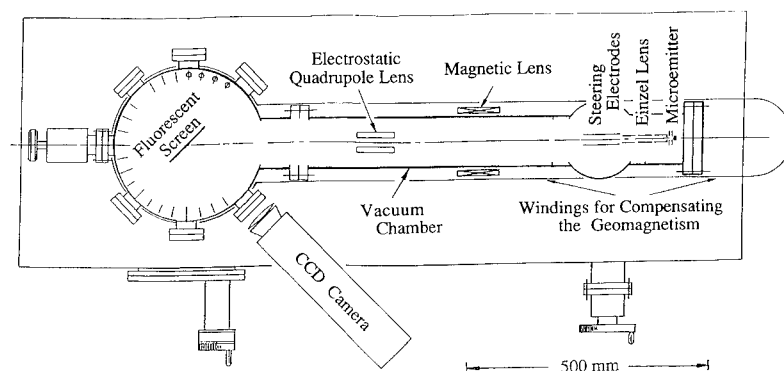 Electrostatic
Quadrupole Lens
Magnetic Lens
Steering
Electrodes
Einzel Lens
Microemitter
Fluorescent
Screen
Vacuum
Chamber
Windings for Compensating
the Geomagnetism
CCD Camera
500 mm